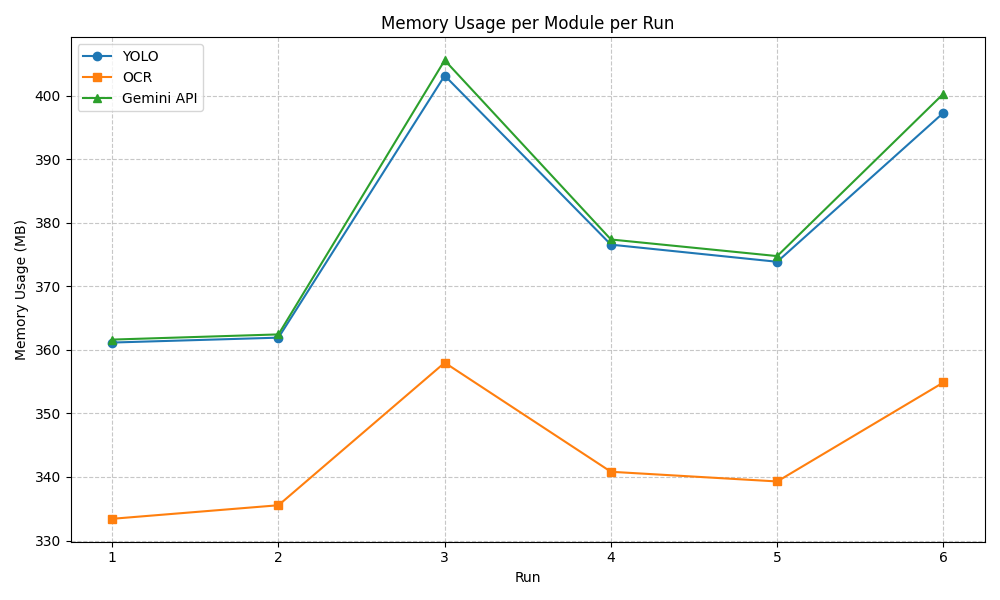 Memory Usage per Module per Run
YOLO
OCR
Gemini API
Memory Usage (MB)
400
390
380
370
360
350
340
330
1 2 3 4 5 6
Run